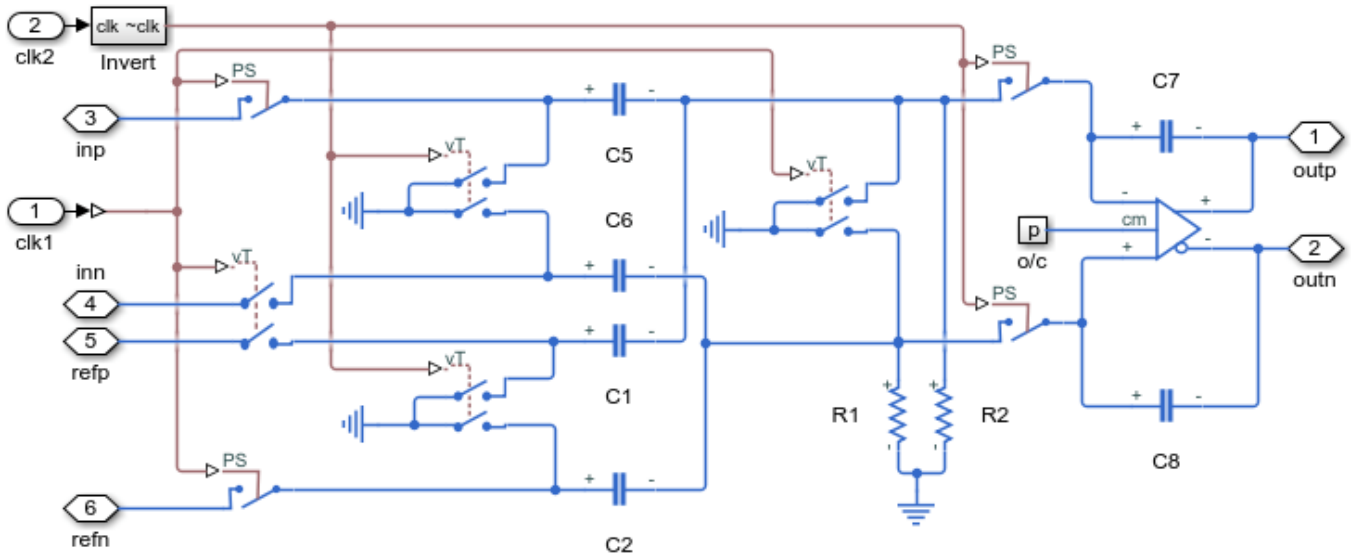 2
clk2
clk ~clk
Invert
PS
3
inp
+
-
C5
vT
C6
1
clk1
inn
vT
4
5
refp
+
-
+
-
vT
C1
PS
6
refn
+
-
C2
vT
R1
+
-
R2
+
-
PS
C7
+
-
1
outp
-
+
cm
p
o/c
+
-
2
outn
PS
+
-
C8